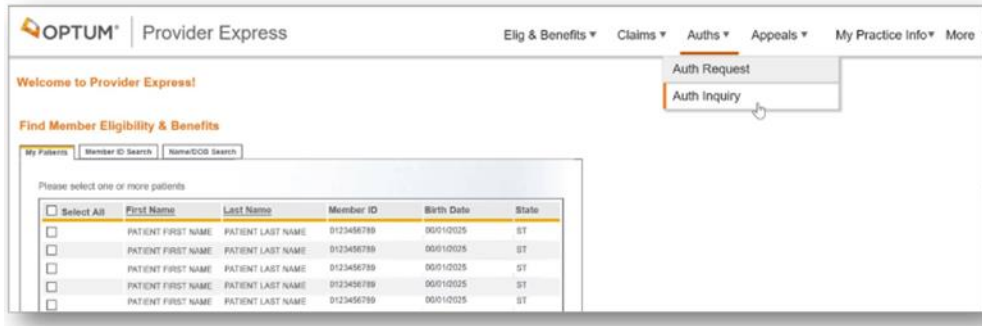 OPTUM® Provider Express Elig & Benefits ▾ Claims ▾ Auths ▾ Appeals ▾ My Practice Info ▾ More
Auth Request
Auth Inquiry
Welcome to Provider Express!
Find Member Eligibility & Benefits
My Patients Member ID Search Name/DOB Search
Please select one or more patients
Select All First Name Last Name Member ID Birth Date State
PATIENT FIRST NAME PATIENT LAST NAME 0123456789 00/01/2025 ST
PATIENT FIRST NAME PATIENT LAST NAME 0123456789 00/01/2025 ST
PATIENT FIRST NAME PATIENT LAST NAME 0123456789 00/01/2025 ST
PATIENT FIRST NAME PATIENT LAST NAME 0123456789 00/01/2025 ST
PATIENT FIRST NAME PATIENT LAST NAME 0123456789 00/01/2025 ST